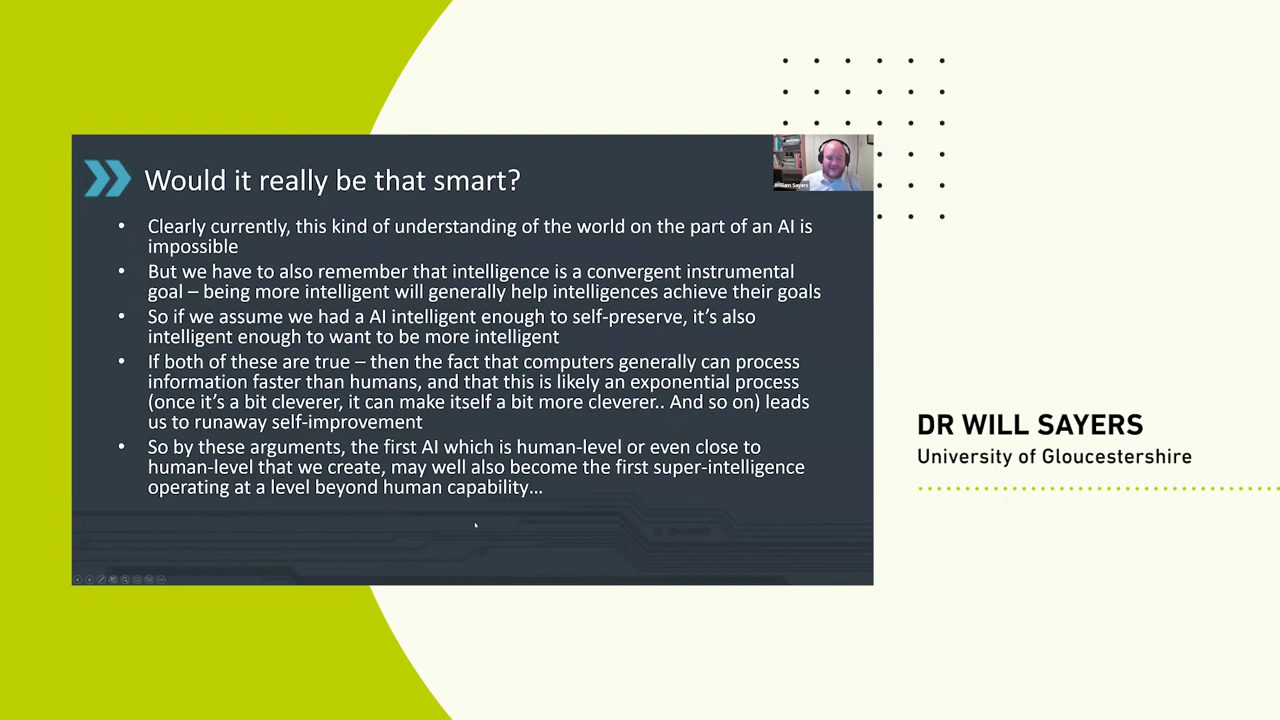 Would it really be that smart?
William Sayers
• Clearly currently, this kind of understanding of the world on the part of an AI is
impossible
• But we have to also remember that intelligence is a convergent instrumental
goal – being more intelligent will generally help intelligences achieve their goals
• So if we assume we had a AI intelligent enough to self-preserve, it's also
intelligent enough to want to be more intelligent
• If both of these are true – then the fact that computers generally can process
information faster than humans, and that this is likely an exponential process
(once it's a bit cleverer, it can make itself a bit more cleverer.. And so on) leads
us to runaway self-improvement
• So by these arguments, the first AI which is human-level or even close to
human-level that we create, may well also become the first super-intelligence
operating at a level beyond human capability…
DR WILL SAYERS
University of Gloucestershire